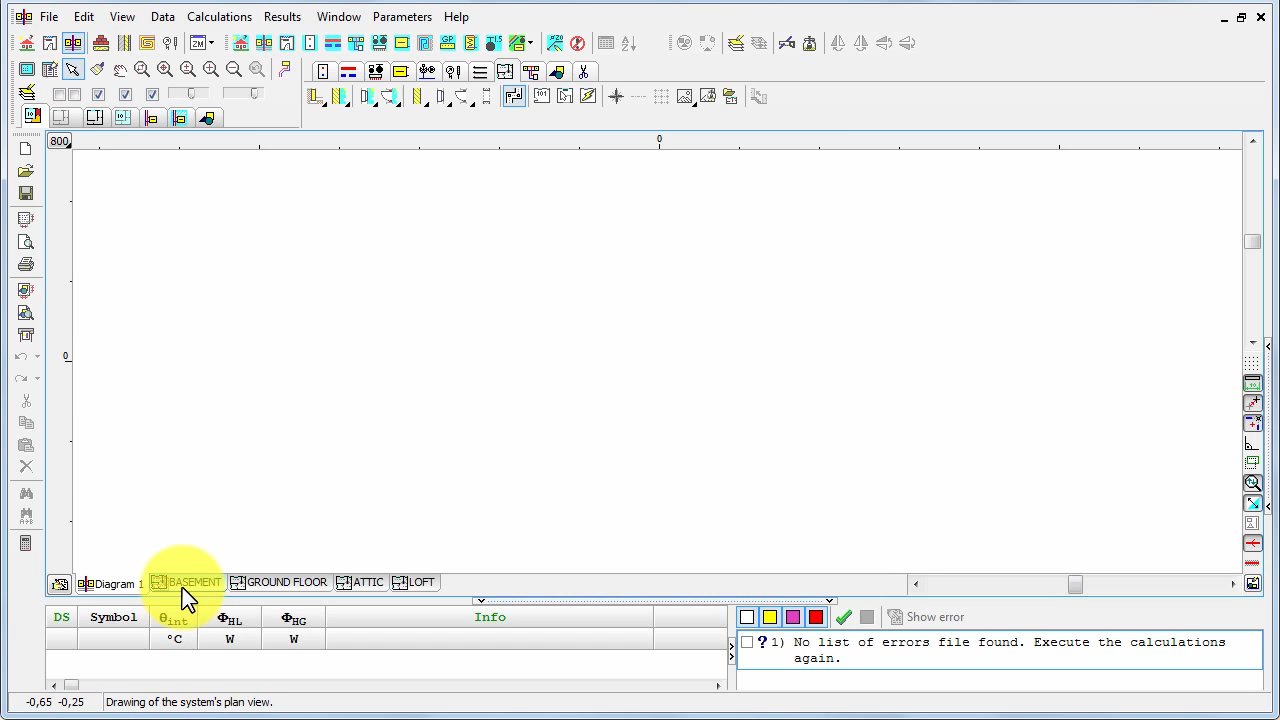 File Edit View Data Calculations Results Window Parameters Help
800
0
0
Diagram 1 BASEMENT GROUND FLOOR ATTIC LOFT
DS Symbol θint ΦHL ΦHG Info
°C W W
Show error
? 1) No list of errors file found. Execute the calculations
again.
-0,65 -0,25 Drawing of the system's plan view.